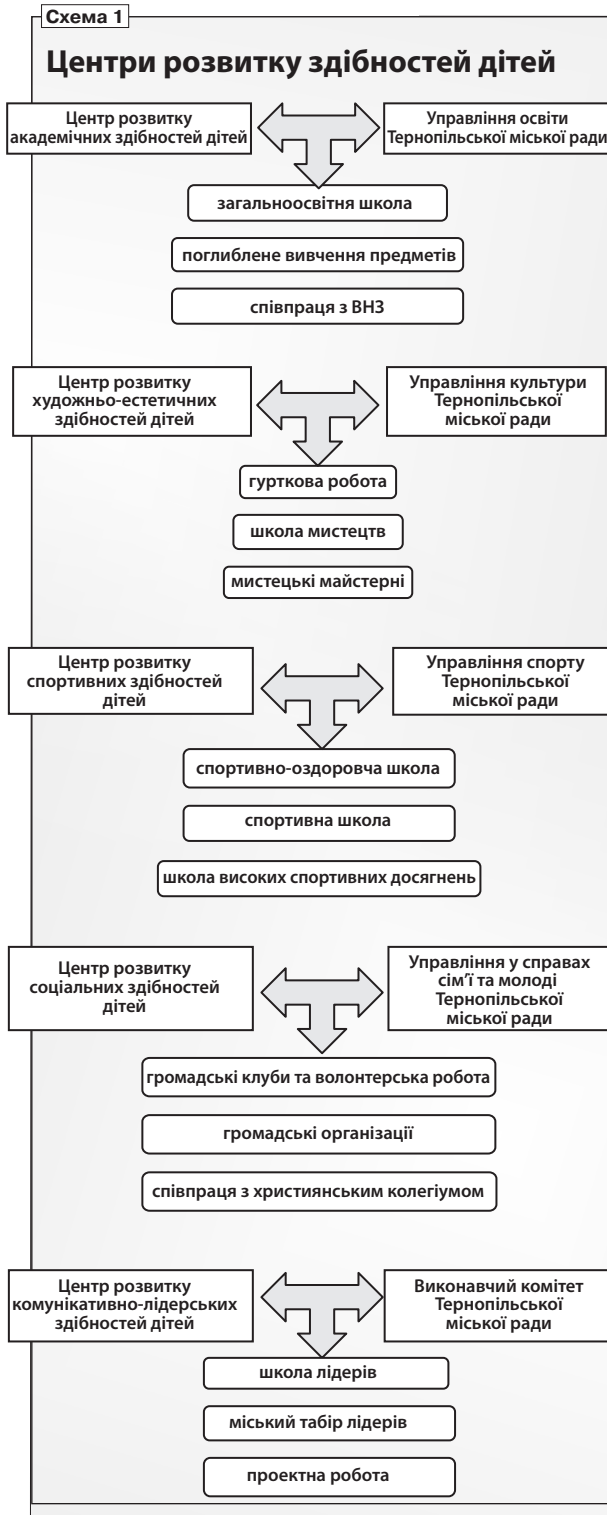 Схема 1
Центри розвитку здібностей дітей
Центр розвитку
академічних здібностей дітей
Управління освіти
Тернопільської міської ради
загальноосвітня школа
поглиблене вивчення предметів
співпраця з ВНЗ
Центр розвитку
художньо-естетичних
здібностей дітей
Управління культури
Тернопільської
міської ради
гурткова робота
школа мистецтв
мистецькі майстерні
Центр розвитку
спортивних здібностей
дітей
Управління спорту
Тернопільської
міської ради
спортивно-оздоровча школа
спортивна школа
школа високих спортивних досягнень
Центр розвитку
соціальних здібностей
дітей
Управління у справах
сім’ї та молоді
Тернопільської
міської ради
громадські клуби та волонтерська робота
громадські організації
співпраця з християнським колегіумом
Центр розвитку
комунікативно-лідерських
здібностей дітей
Виконавчий комітет
Тернопільської
міської ради
школа лідерів
міський табір лідерів
проектна робота